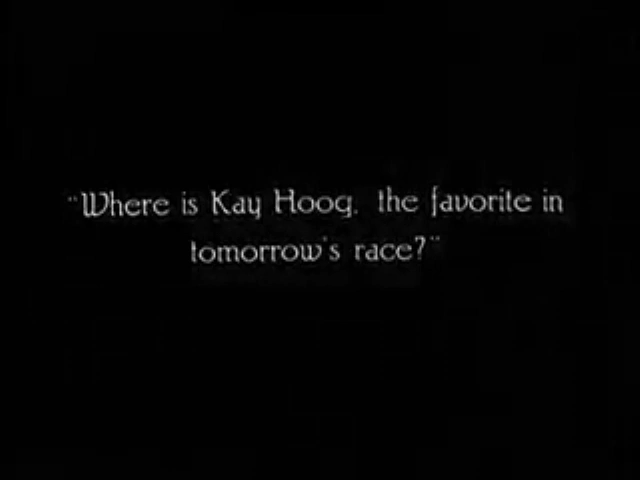 "Where is Kay Hoog, the favorite in
tomorrow's race?"